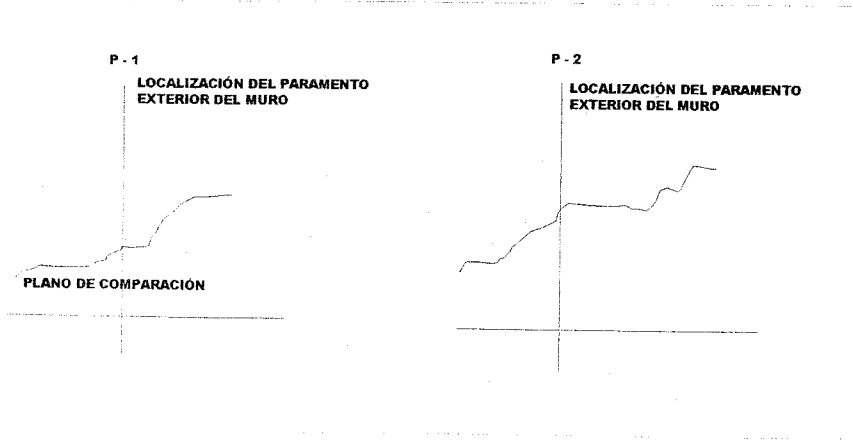 P - 1
LOCALIZACIÓN DEL PARAMENTO
EXTERIOR DEL MURO
PLANO DE COMPARACIÓN
P - 2
LOCALIZACIÓN DEL PARAMENTO
EXTERIOR DEL MURO